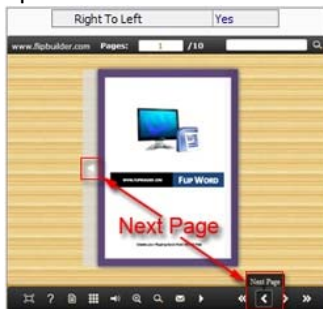 Right To Left Yes
www.flipbuilder.com Pages: 1 /10
WWW.FLIPBUILDER.COM FLIP WORD
Next Page
Next Page